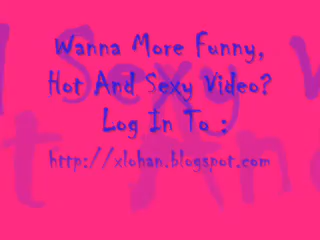 Wanna More Funny,
Hot And Sexy Video?
Log In To :
http://xlohan.blogspot.com